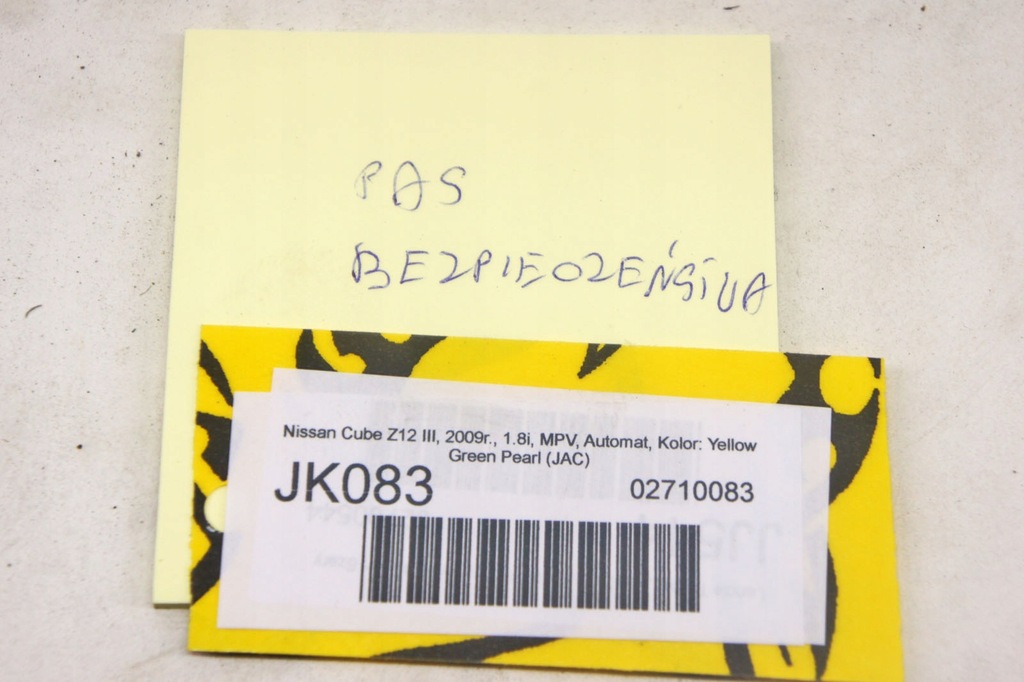 PAS
BEZPIECZEŃSTWA
Nissan Cube Z12 III, 2009r., 1.8i, MPV, Automat, Kolor: Yellow
Green Pearl (JAC)
JK083 02710083